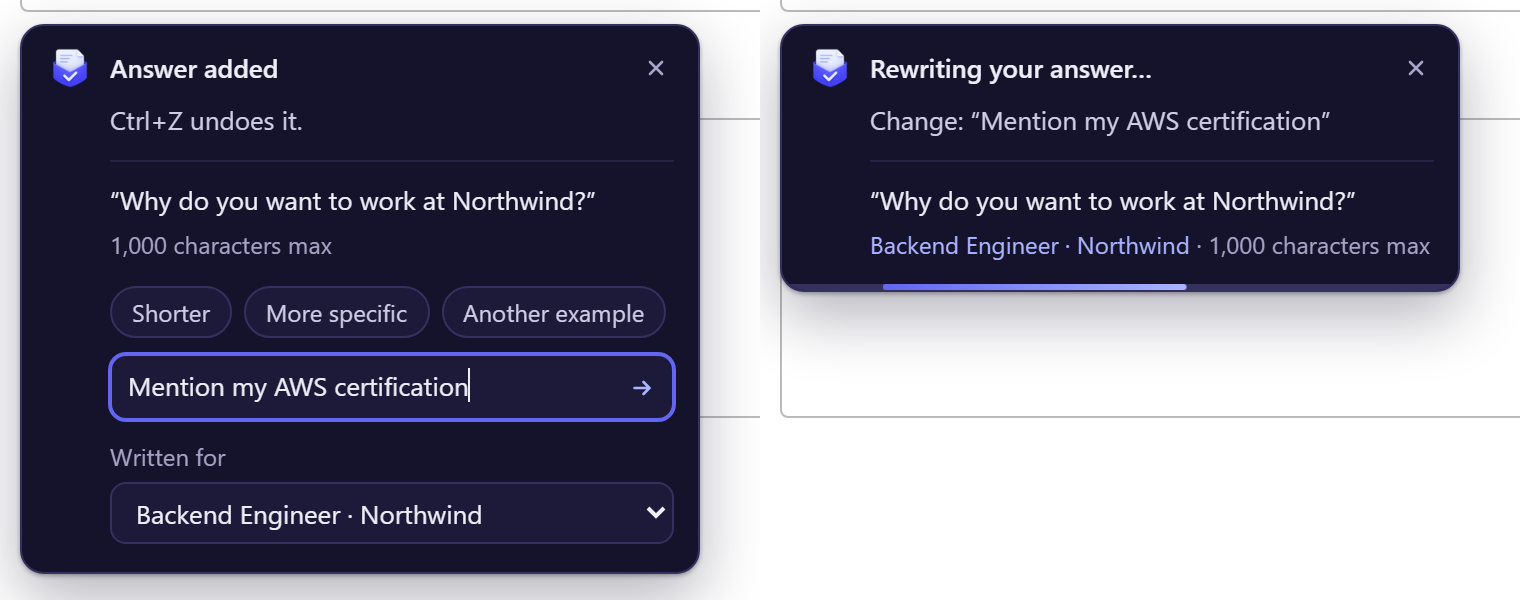 Answer added
Ctrl+Z undoes it.
“Why do you want to work at Northwind?”
1,000 characters max
Shorter
More specific
Another example
Mention my AWS certification
Written for
Backend Engineer · Northwind
Rewriting your answer…
Change: “Mention my AWS certification”
“Why do you want to work at Northwind?”
Backend Engineer · Northwind · 1,000 characters max